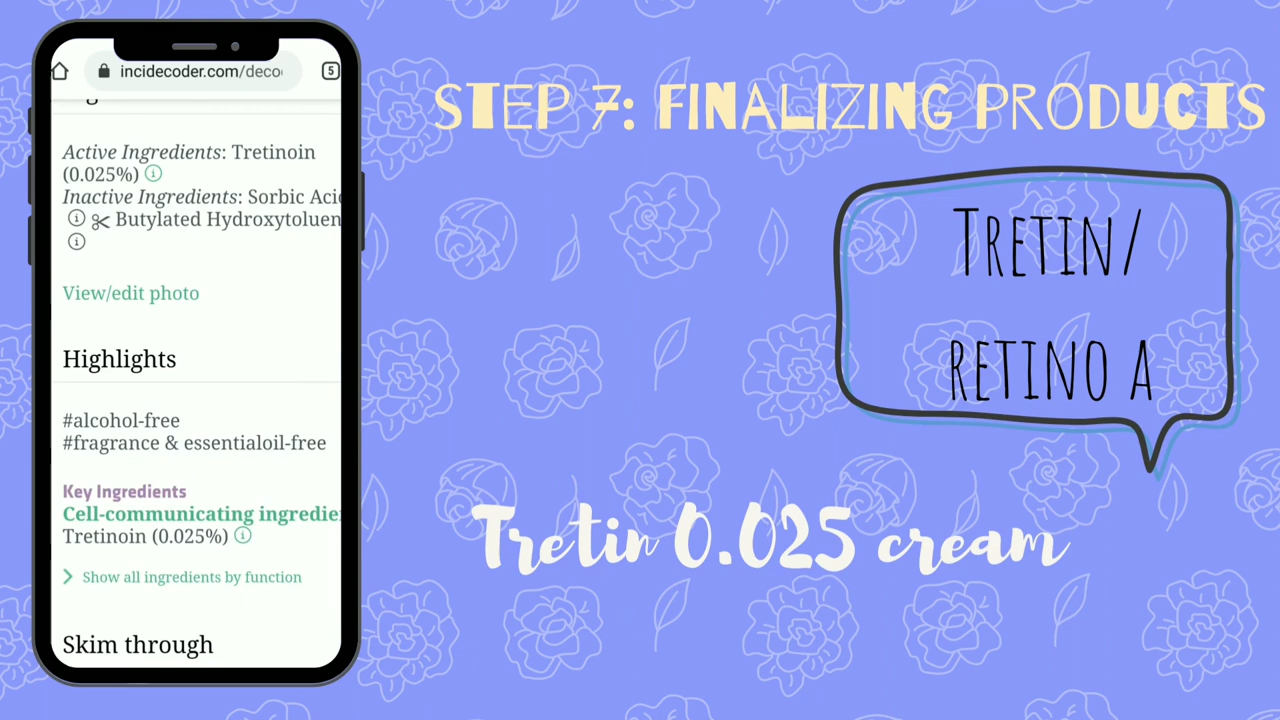 incidecoder.com/deco
5
Active Ingredients: Tretinoin
(0.025%)
Inactive Ingredients: Sorbic Acid
Butylated Hydroxytoluen
View/edit photo
Highlights
#alcohol-free
#fragrance & essentialoil-free
Key Ingredients
Cell-communicating ingredie
Tretinoin (0.025%)
Show all ingredients by function
Skim through
STEP 7: FINALIZING PRODUCTS
TRETIN/
RETINO A
Tretin 0.025 cream